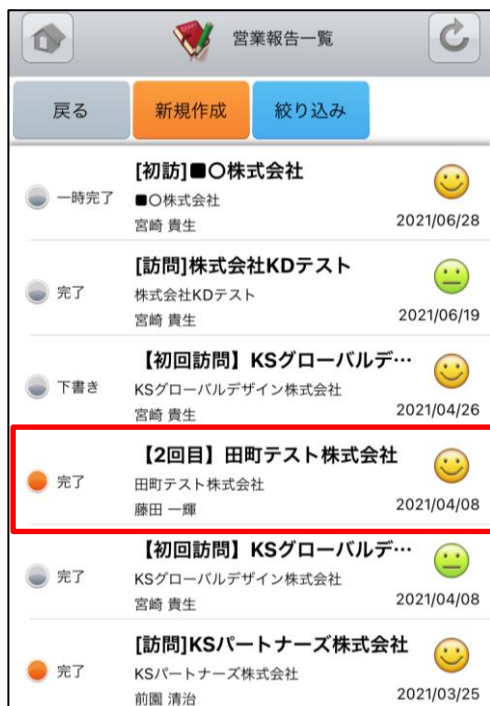 営業報告一覧
戻る
新規作成
絞り込み
[初訪]■〇株式会社
一時完了
■〇株式会社
宮崎 貴生
2021/06/28
[訪問]株式会社KDテスト
完了
株式会社KDテスト
宮崎 貴生
2021/06/19
【初回訪問】KSグローバルデ…
下書き
KSグローバルデザイン株式会社
宮崎 貴生
2021/04/26
【2回目】田町テスト株式会社
完了
田町テスト株式会社
藤田 一輝
2021/04/08
【初回訪問】KSグローバルデ…
完了
KSグローバルデザイン株式会社
宮崎 貴生
2021/04/08
[訪問]KSパートナーズ株式会社
完了
KSパートナーズ株式会社
前園 清治
2021/03/25